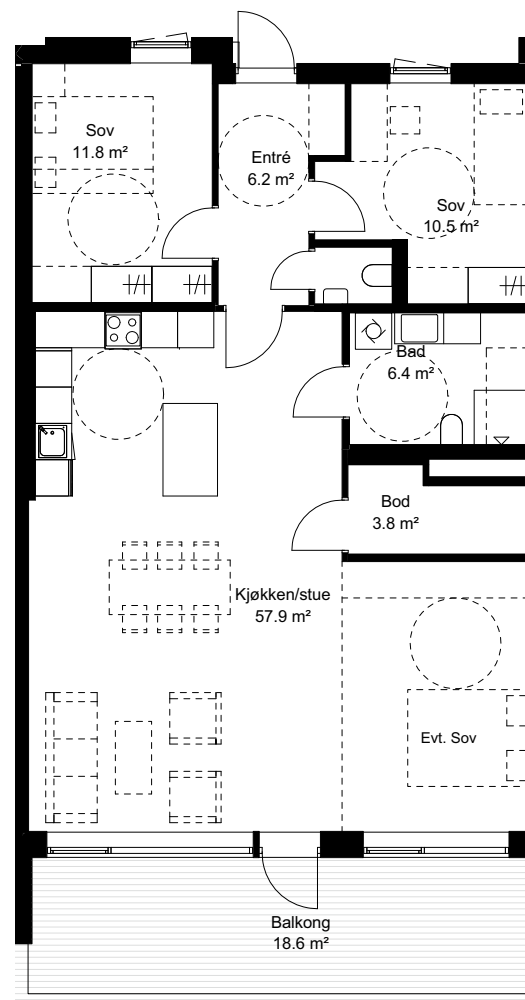 Sov
11.8 m²
Entré
6.2 m²
Sov
10.5 m²
Bad
6.4 m²
Bod
3.8 m²
Kjøkken/stue
57.9 m²
Evt. Sov
Balkong
18.6 m²